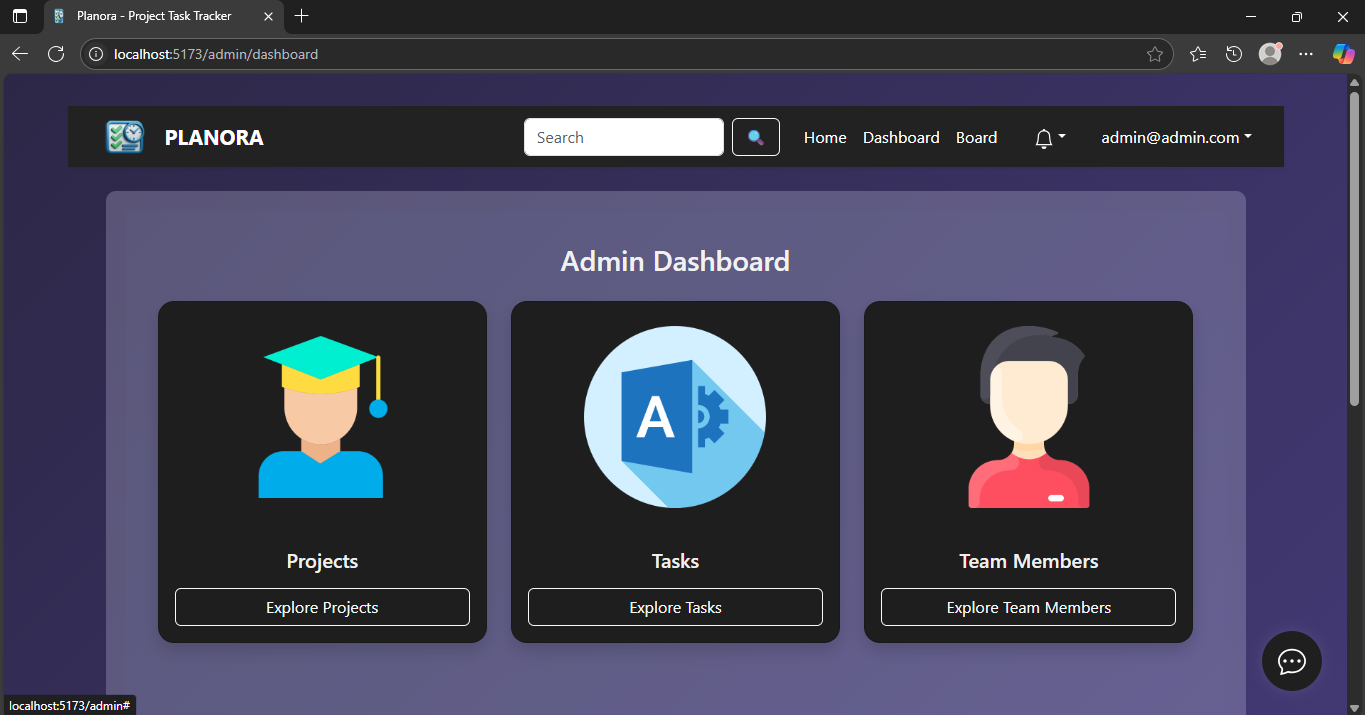 Planora - Project Task Tracker
localhost:5173/admin/dashboard
PLANORA
Search
Home Dashboard Board
admin@admin.com
Admin Dashboard
A
Projects
Tasks
Team Members
Explore Projects
Explore Tasks
Explore Team Members
localhost:5173/admin#